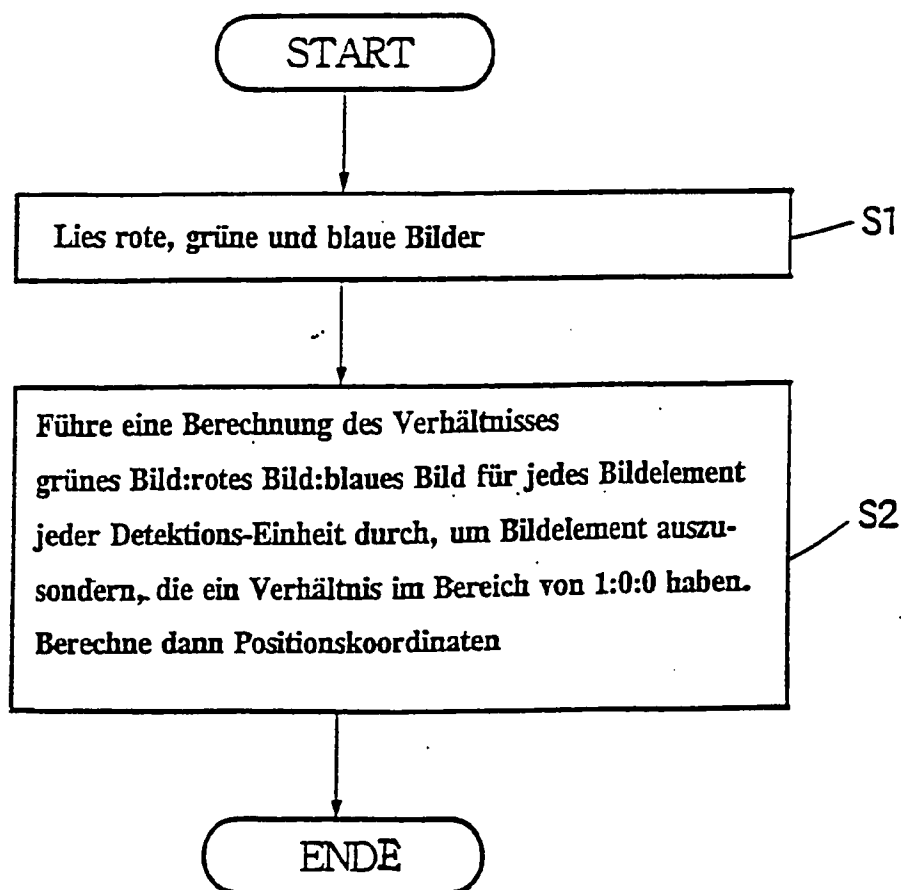 START
Lies rote, grüne und blaue Bilder
S1
Führe eine Berechnung des Verhältnisses
grünes Bild:rotes Bild:blaues Bild für jedes Bildelement
jeder Detektions-Einheit durch, um Bildelement auszu-
sondern, die ein Verhältnis im Bereich von 1:0:0 haben.
Berechne dann Positionskoordinaten
S2
ENDE